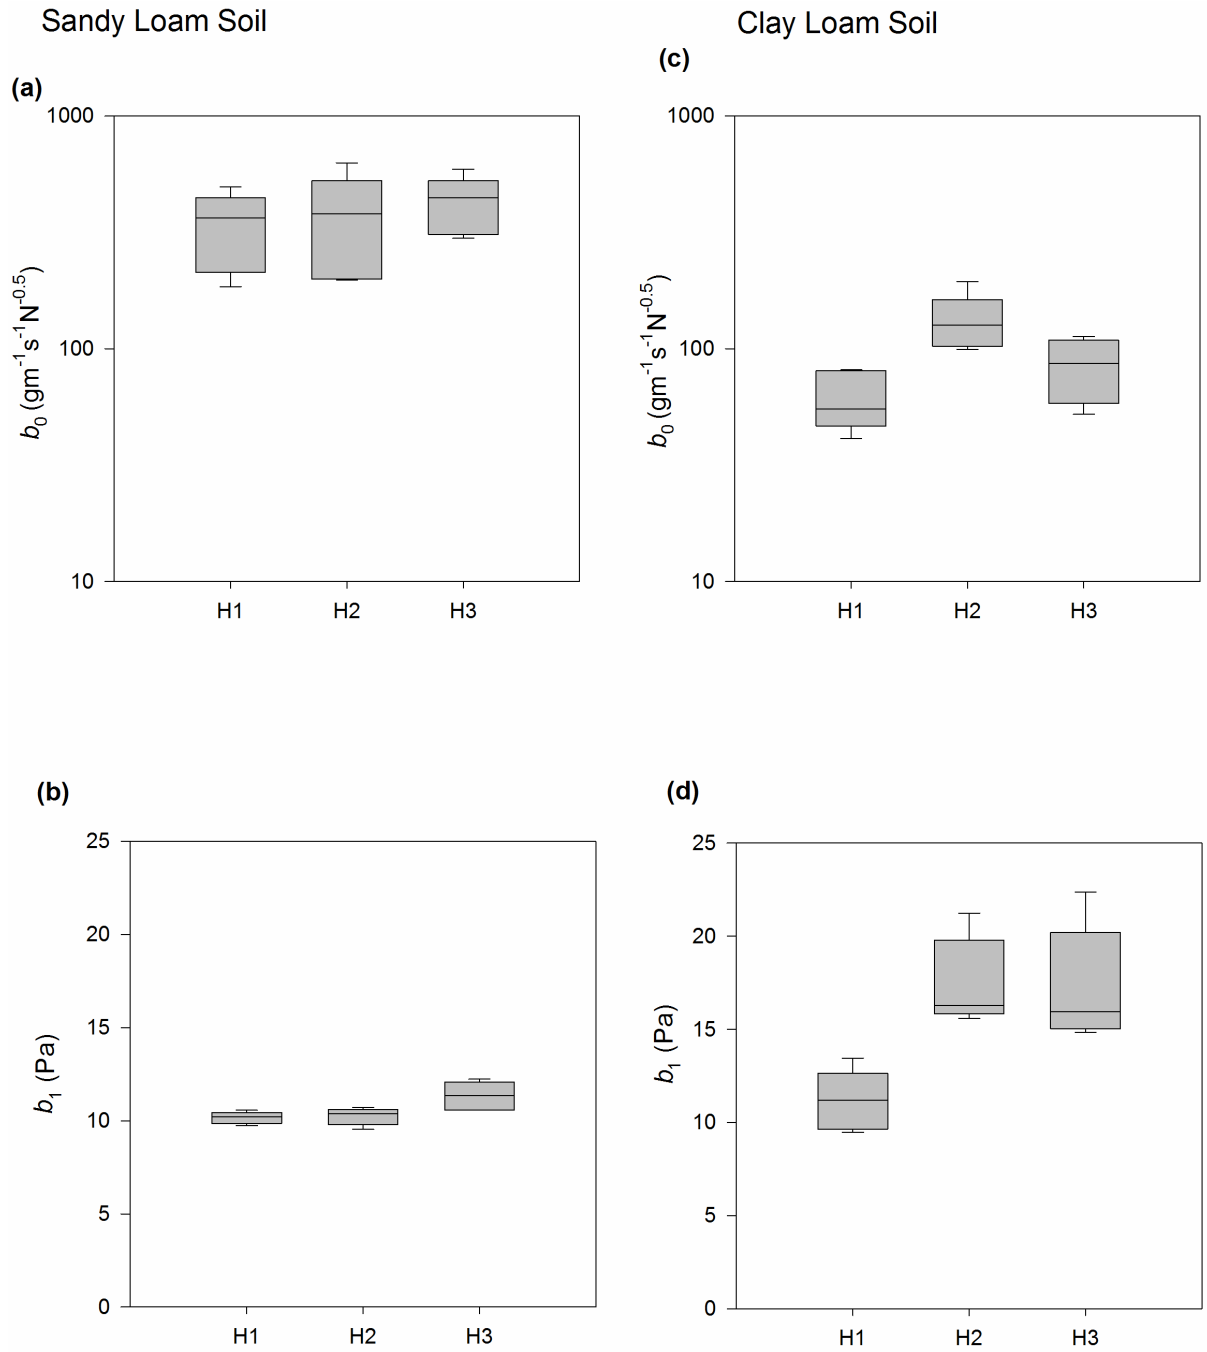 Sandy Loam Soil
(a)
1000
100
10
b₀ (gm⁻¹s⁻¹N⁻⁰·⁵)
H1 H2 H3
Clay Loam Soil
(c)
1000
100
10
b₀ (gm⁻¹s⁻¹N⁻⁰·⁵)
H1 H2 H3
(b)
25
20
15
10
5
0
b₁ (Pa)
H1 H2 H3
(d)
25
20
15
10
5
0
b₁ (Pa)
H1 H2 H3